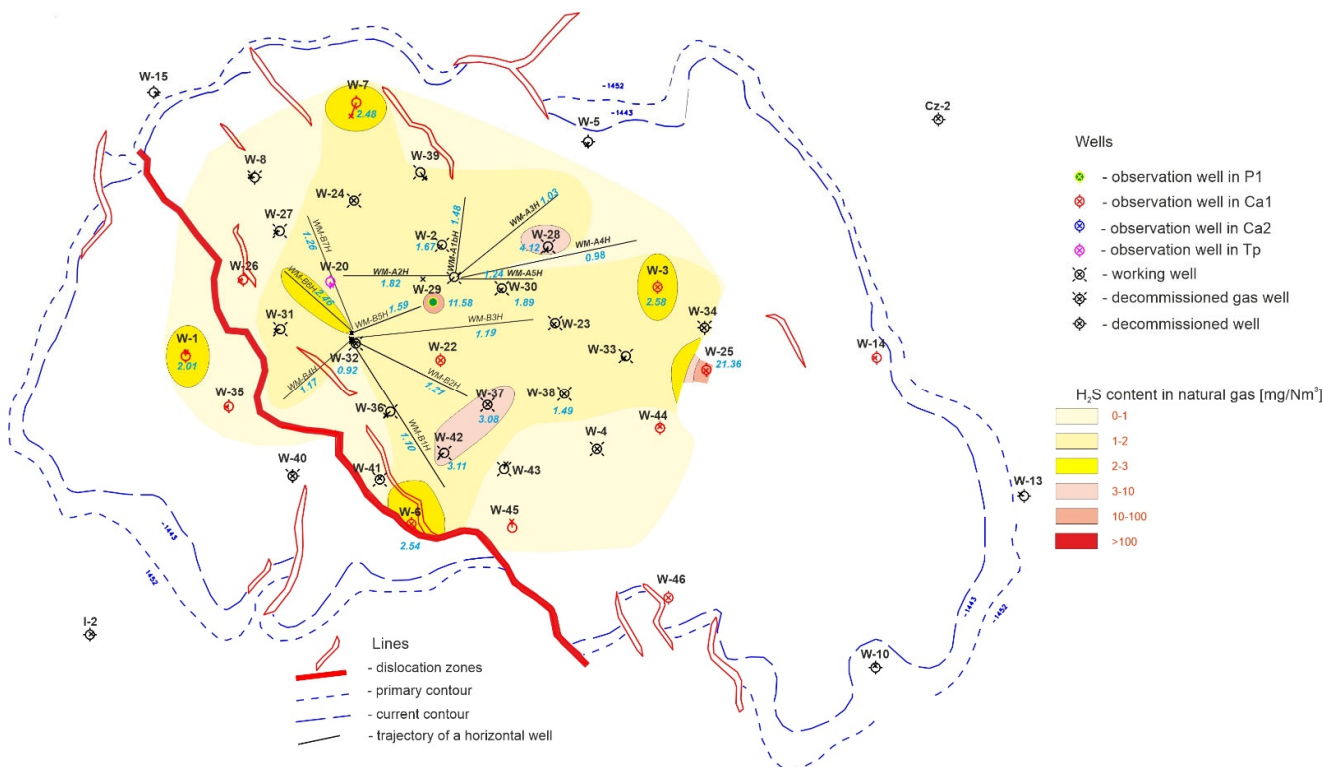 W-15
W-7
2.48
-1452
-1443
W-5
Cz-2
Wells
- observation well in P1
- observation well in Ca1
- observation well in Ca2
- observation well in Tp
- working well
- decommissioned gas well
- decommissioned well
W-8
W-39
W-24
W-27
WM-B7H
1.26
W-2
1.67
WM-A1bH
1.48
WM-A3H
1.03
W-28
4.12
WM-A4H
0.98
W-26
W-20
WM-A2H
1.82
1.24
WM-A5H
W-30
1.89
W-3
2.58
WM-B6H
2.46
W-29
11.58
WM-B5H
1.59
W-31
WM-B3H
1.19
W-23
W-34
W-1
2.01
W-32
0.92
W-22
W-33
W-25
21.36
W-14
WM-B4H
1.17
WM-B2H
1.21
W-35
W-36
W-37
3.08
W-38
1.49
WM-B1H
1.10
W-44
W-42
3.11
W-4
W-40
W-41
W-43
W-13
W-6
2.54
W-45
H₂S content in natural gas [mg/Nm³]
0-1
1-2
2-3
3-10
10-100
>100
-1443
-1452
W-46
-1443
-1452
I-2
W-10
Lines
- dislocation zones
- primary contour
- current contour
- trajectory of a horizontal well